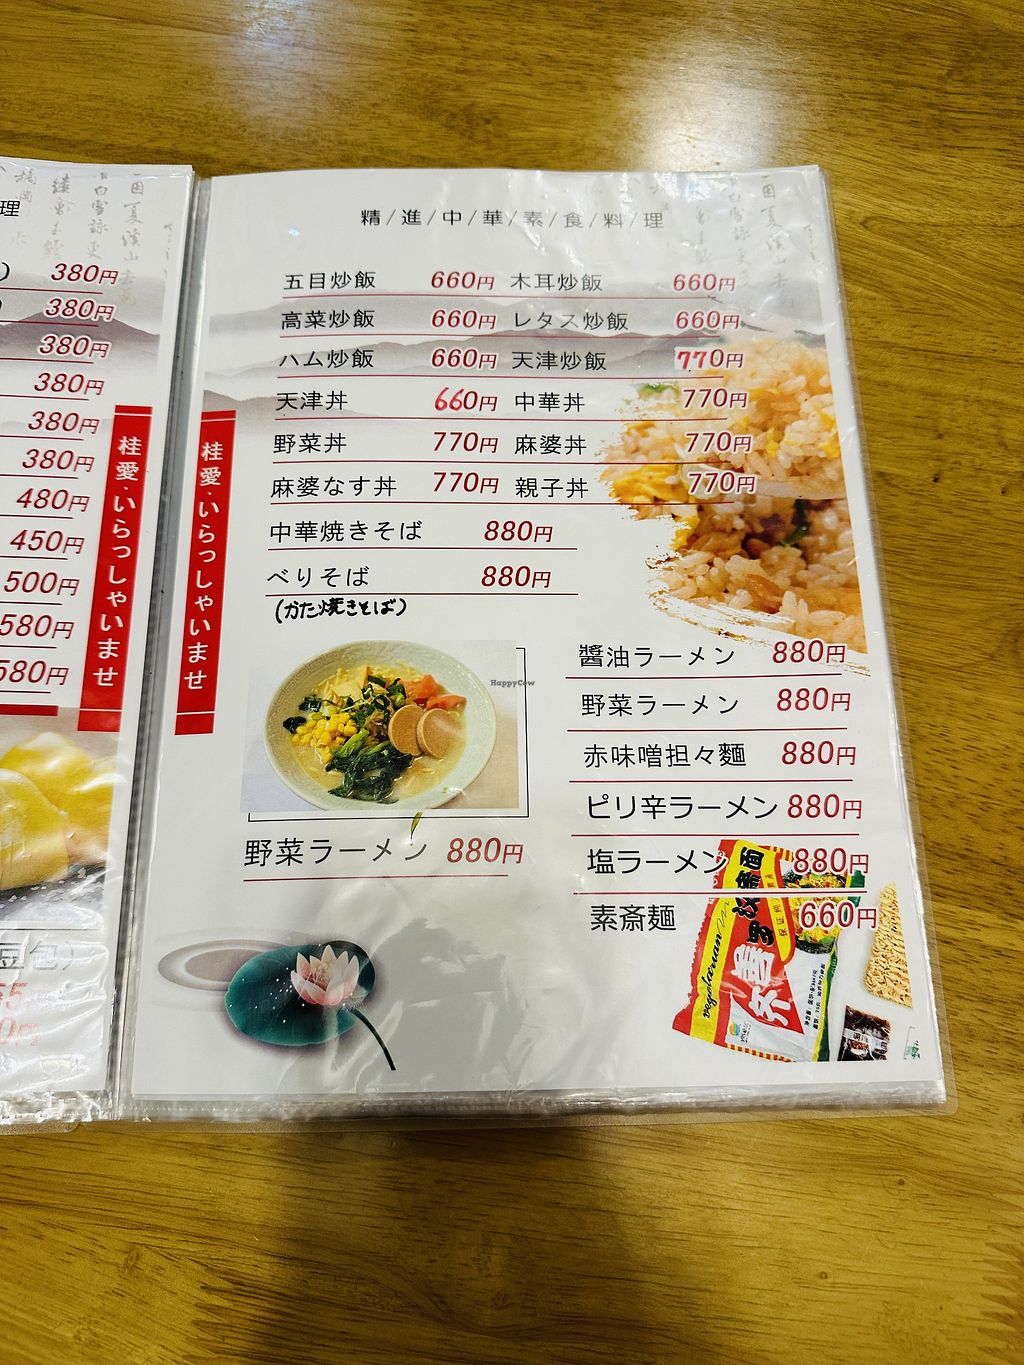 理
380円
380円
380円
380円
380円
380円
480円
450円
500円
580円
580円
桂愛・いらっしゃいませ
豆包)
桂愛・いらっしゃいませ
精/進/中/華/素/食/料/理
五目炒飯 660円 木耳炒飯 660円
高菜炒飯 660円 レタス炒飯 660円
ハム炒飯 660円 天津炒飯 770円
天津丼 660円 中華丼 770円
野菜丼 770円 麻婆丼 770円
麻婆なす丼 770円 親子丼 770円
中華焼きそば 880円
べりそば 880円
(かた焼きそば)
HappyCow
野菜ラーメン 880円
醬油ラーメン 880円
野菜ラーメン 880円
赤味噌担々麵 880円
ピリ辛ラーメン 880円
塩ラーメン 880円
素斎麵 660円
vegetarian